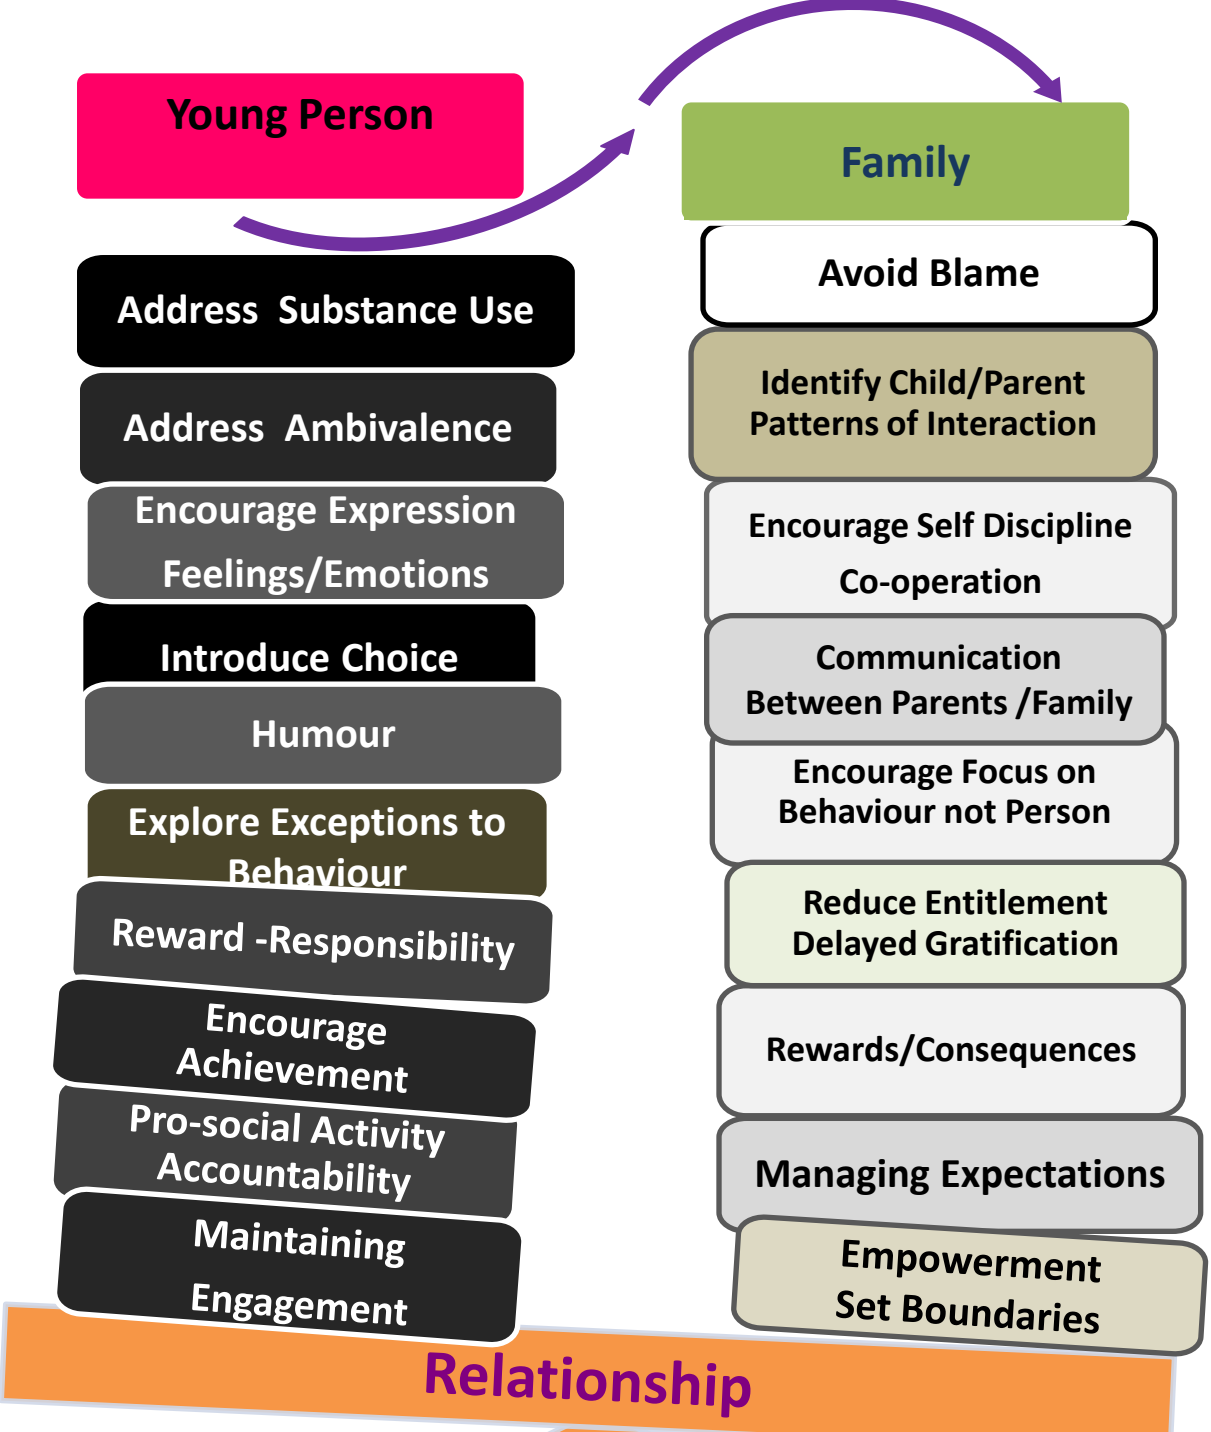 Young Person
Address  Substance Use
Address  Ambivalence
Encourage Expression
Feelings/Emotions
Introduce Choice
Humour
Explore Exceptions to
Behaviour
Reward -Responsibility
Encourage
Achievement
Pro-social Activity
Accountability
Maintaining
Engagement
Family
Avoid Blame
Identify Child/Parent
Patterns of Interaction
Encourage Self Discipline
Co-operation
Communication
Between Parents /Family
Encourage Focus on
Behaviour not Person
Reduce Entitlement
Delayed Gratification
Rewards/Consequences
Managing Expectations
Empowerment
Set Boundaries
Relationship